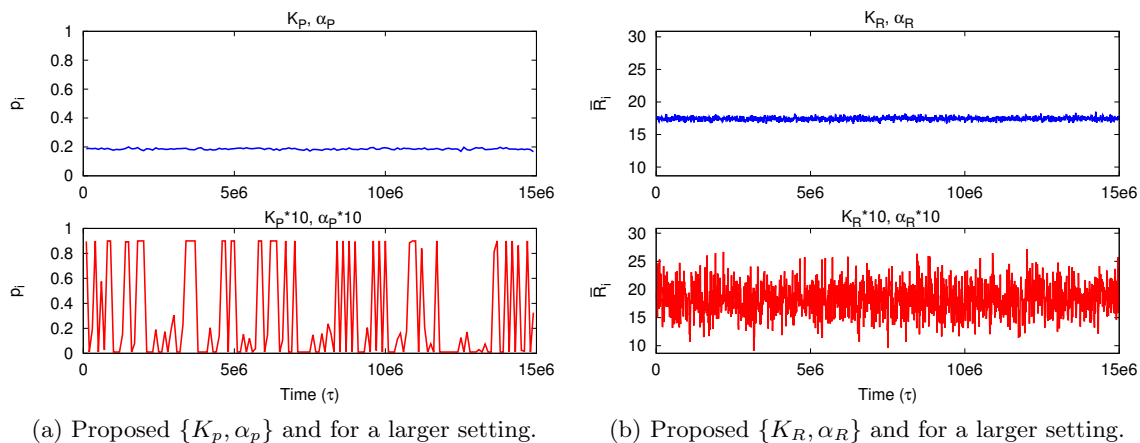 K_P, α_P
1
0.8
0.6
0.4
0.2
0
p_i
0 5e6 10e6 15e6
K_P*10, α_P*10
1
0.8
0.6
0.4
0.2
0
p_i
0 5e6 10e6 15e6
Time (τ)
(a) Proposed {K_p, α_p} and for a larger setting.
K_R, α_R
30
25
20
15
10
R̅_i
0 5e6 10e6 15e6
K_R*10, α_R*10
30
25
20
15
10
R̅_i
0 5e6 10e6 15e6
Time (τ)
(b) Proposed {K_R, α_R} and for a larger setting.